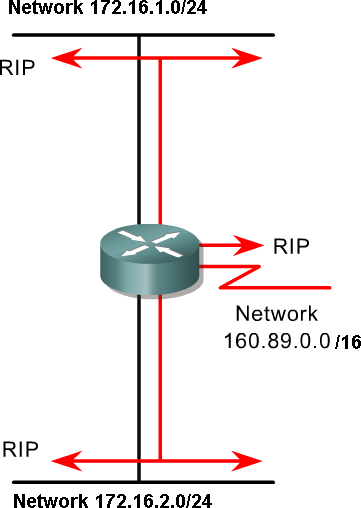 Network 172.16.1.0/24
RIP
RIP
Network
160.89.0.0 /16
RIP
Network 172.16.2.0/24